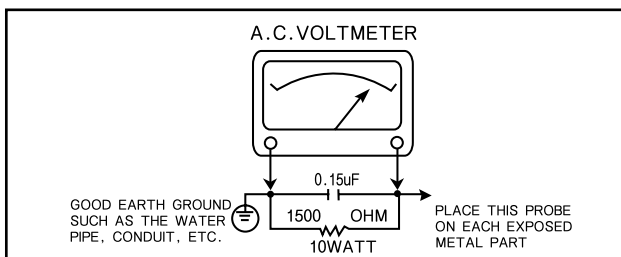 A.C.VOLTMETER
0.15uF
GOOD EARTH GROUND
SUCH AS THE WATER
PIPE, CONDUIT, ETC.
1500 OHM
10WATT
PLACE THIS PROBE
ON EACH EXPOSED
METAL PART